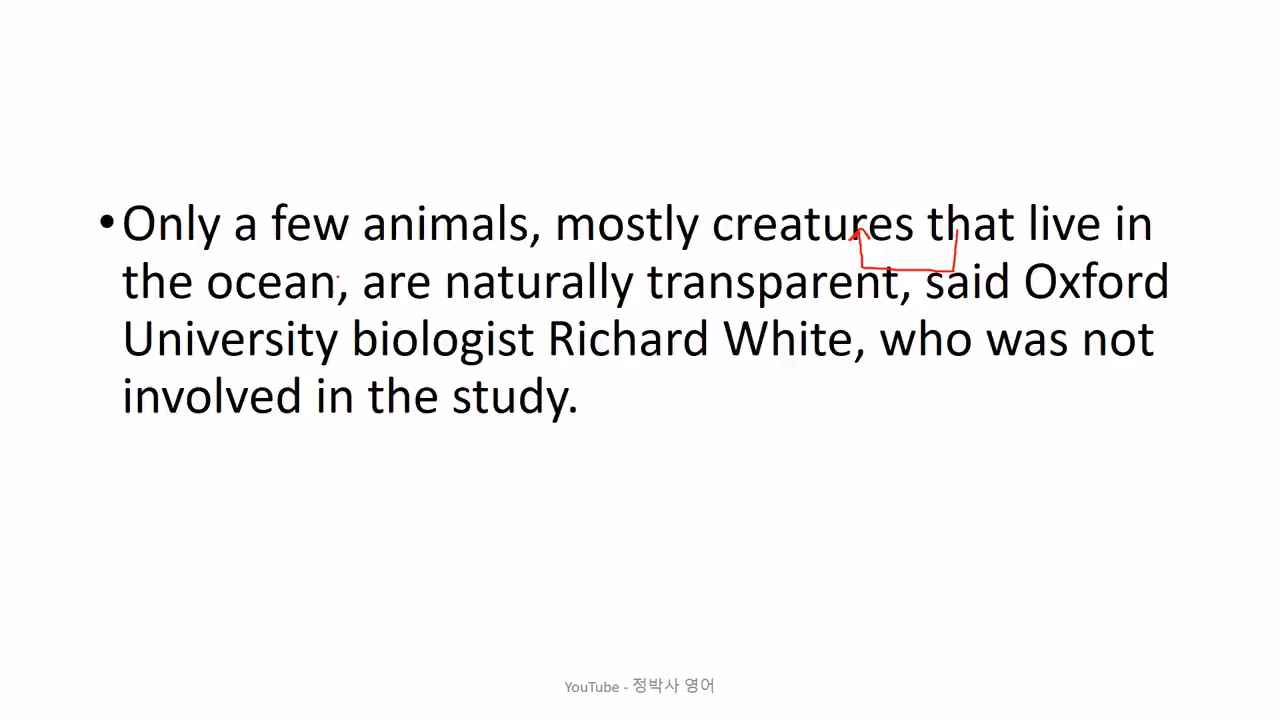 •Only a few animals, mostly creatures that live in
the ocean, are naturally transparent, said Oxford
University biologist Richard White, who was not
involved in the study.
YouTube - 정박사 영어